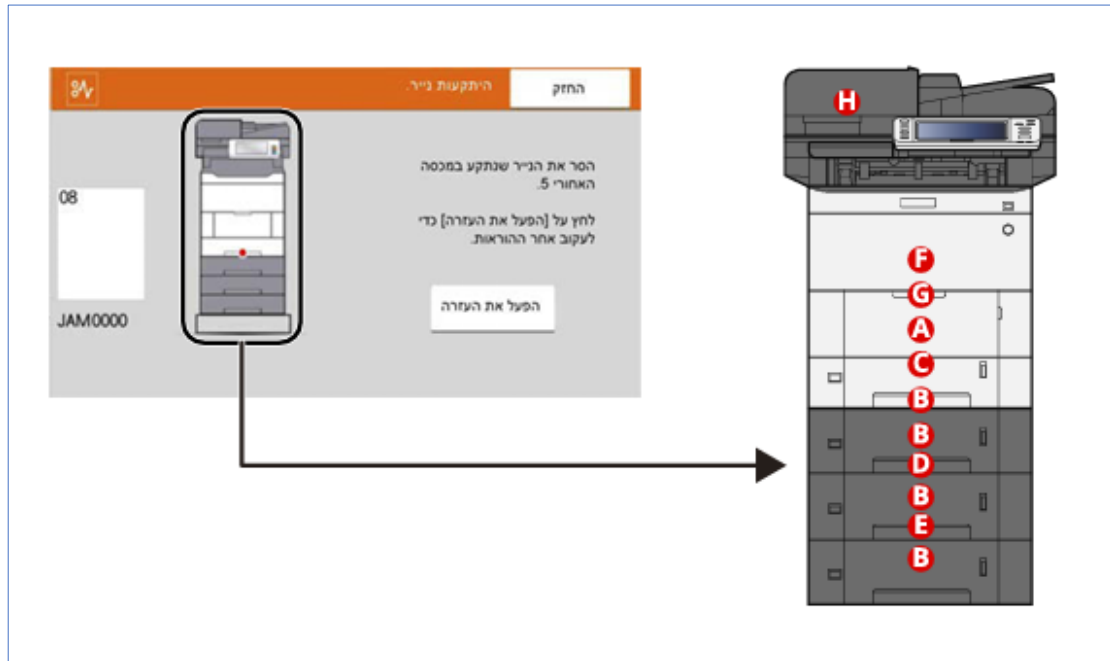 היתקעות נייר.
החזק
הסר את הנייר שנתקע במכסה
האחורי 5.
לחץ על [הפעל את העזרה] כדי
לעקוב אחר ההוראות.
הפעל את העזרה
08
JAM0000
H
F
G
A
C
B
B
D
B
E
B